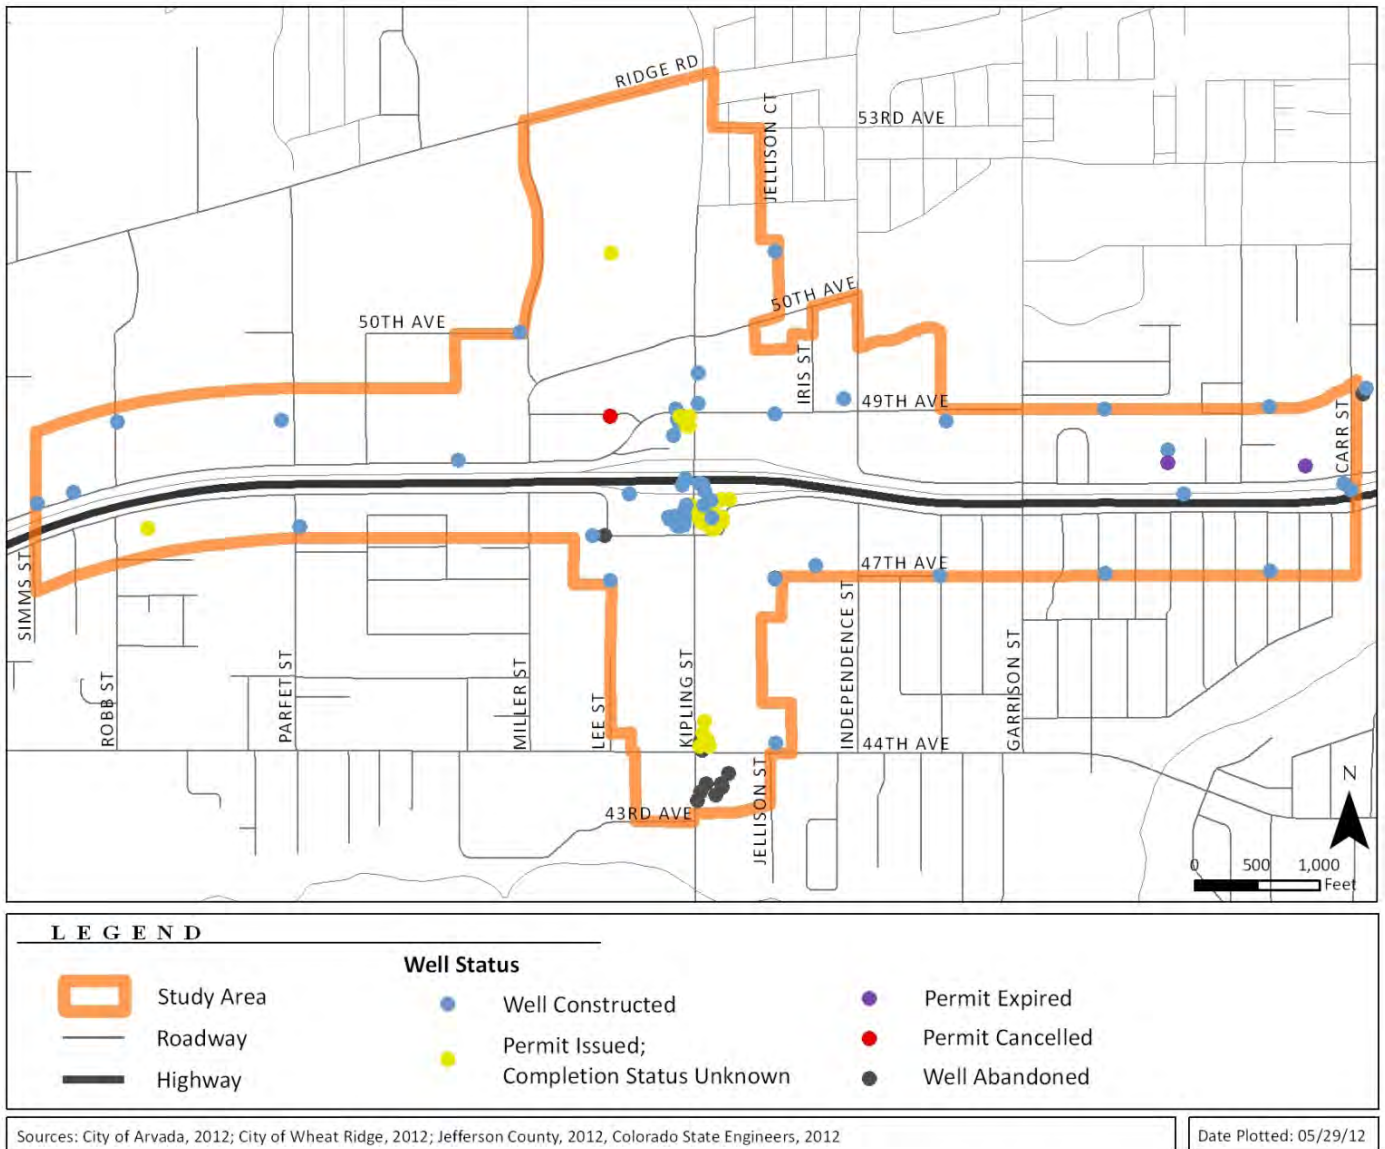 RIDGE RD
JELLISON CT
53RD AVE
50TH AVE
50TH AVE
IRIS ST
49TH AVE
CARR ST
SIMMS ST
47TH AVE
ROBB ST
PARFET ST
MILLER ST
LEE ST
KIPLING ST
INDEPENDENCE ST
GARRISON ST
44TH AVE
43RD AVE
JELLISON ST
N
0 500 1,000
Feet
LEGEND
Study Area
Roadway
Highway
Well Status
Well Constructed
Permit Issued;
Completion Status Unknown
Permit Expired
Permit Cancelled
Well Abandoned
Sources: City of Arvada, 2012; City of Wheat Ridge, 2012; Jefferson County, 2012, Colorado State Engineers, 2012
Date Plotted: 05/29/12